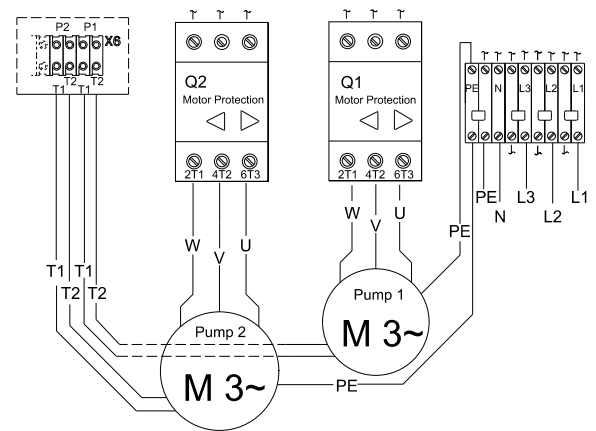 P2 P1
X6
T2 T2
T1 T1
Q2
Motor Protection
2T1 4T2 6T3
Q1
Motor Protection
2T1 4T2 6T3
PE N L3 L2 L1
PE L3 L1
N L2
W V U
W V U
PE
T1 T1
T2 T2
Pump 1
M 3~
Pump 2
M 3~
PE